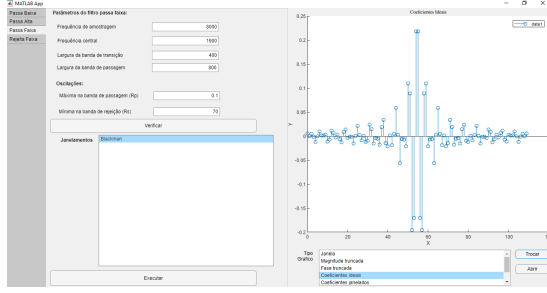 MATLAB App
Passa Baixa
Passa Alta
Passa Faixa
Rejeita Faixa
Parâmetros do filtro passa faixa:
Frequência de amostragem 8000
Frequência central 1500
Largura da banda de transição 400
Largura da banda de passagem 800
Oscilações:
Máxima na banda de passagem (Rp) 0.1
Mínima na banda de rejeição (Rs) 70
Verificar
Janelamentos
Blackman
Executar
Coeficientes Ideais
data1
0.25
0.2
0.15
0.1
0.05
0
-0.05
-0.1
-0.15
-0.2
Y
0 20 40 60 80 100
X
Tipo
Grafico
Janela
Magnitude truncada
Fase truncada
Coeficientes ideais
Coeficientes janelados
Trocar
Abrir